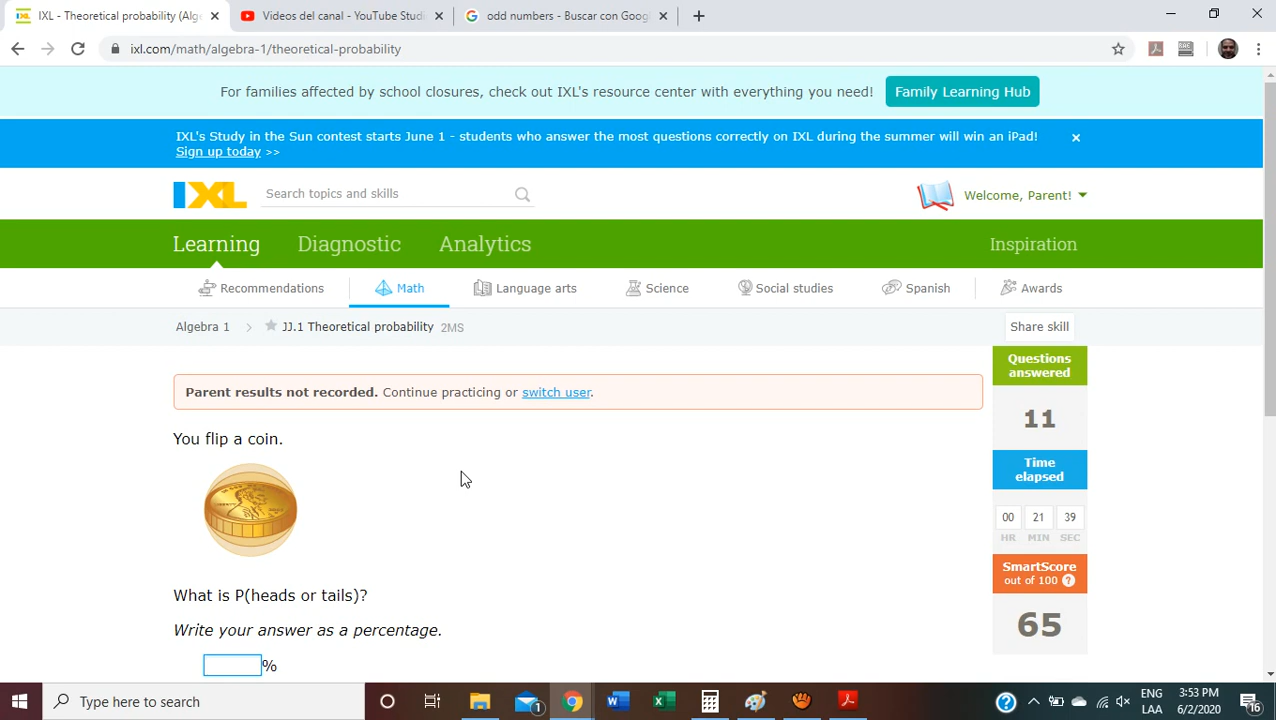 IXL - Theoretical probability (Alge
Videos del canal - YouTube Studi
odd numbers - Buscar con Google
ixl.com/math/algebra-1/theoretical-probability
For families affected by school closures, check out IXL's resource center with everything you need!
Family Learning Hub
IXL's Study in the Sun contest starts June 1 - students who answer the most questions correctly on IXL during the summer will win an iPad!
Sign up today >>
IXL
Search topics and skills
Welcome, Parent!
Learning
Diagnostic
Analytics
Inspiration
Recommendations
Math
Language arts
Science
Social studies
Spanish
Awards
Algebra 1
JJ.1 Theoretical probability 2MS
Share skill
Parent results not recorded. Continue practicing or switch user.
Questions
answered
11
Time
elapsed
00 21 39
HR MIN SEC
SmartScore
out of 100 ?
65
You flip a coin.
What is P(heads or tails)?
Write your answer as a percentage.
%
Type here to search
1
ENG
LAA
3:53 PM
6/2/2020
16